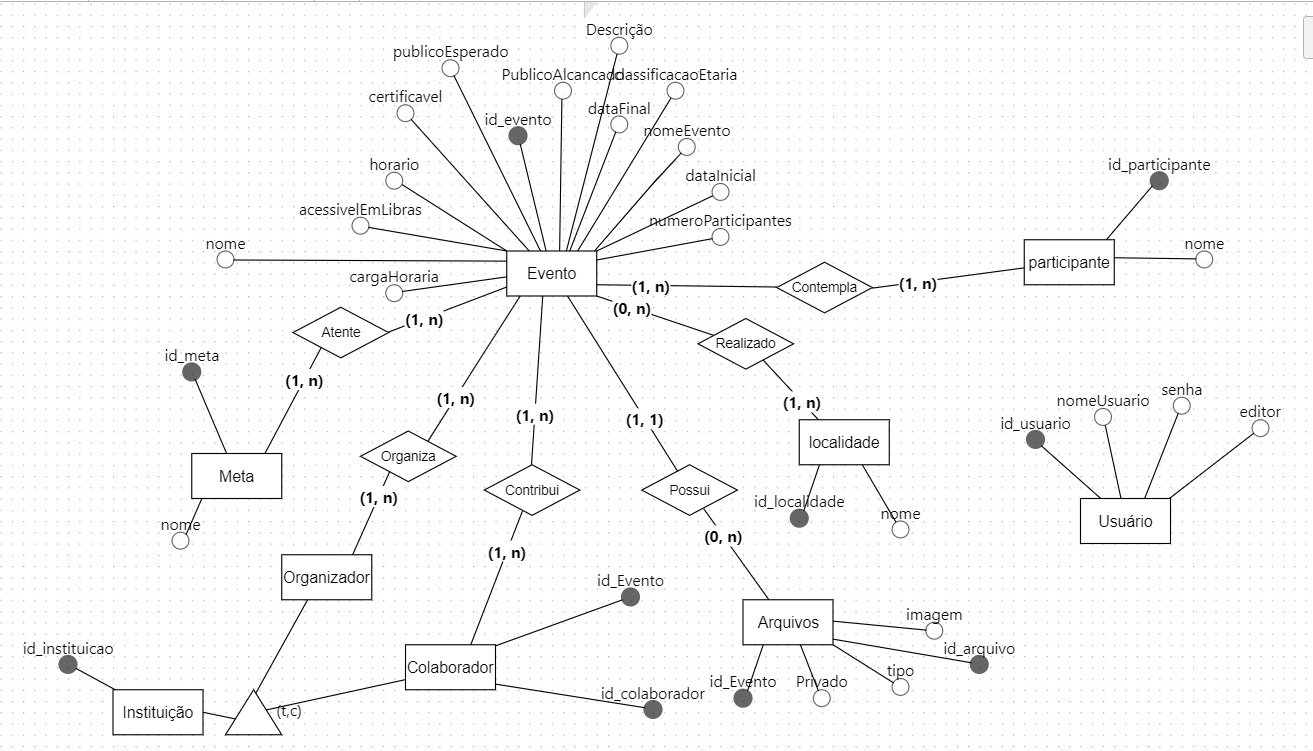 Descrição
publicoEsperado
PublicoAlcancado
classificacaoEtaria
certificavel
id_evento
dataFinal
nomeEvento
horario
id_participante
dataInicial
acessivelEmLibras
numeroParticipantes
nome
nome
cargaHoraria
Evento
participante
(1, n)
Contempla
(1, n)
(0, n)
Atente
(1, n)
Realizado
id_meta
(1, n)
(1, n)
(1, n)
(1, n)
(1, 1)
nomeUsuario
senha
editor
id_usuario
localidade
Organiza
Meta
Contribui
Possui
(1, n)
id_localidade
nome
nome
Usuário
(0, n)
(1, n)
Organizador
id_Evento
Arquivos
imagem
id_instituicao
id_arquivo
Colaborador
tipo
id_Evento
Privado
id_colaborador
Instituição
(t,c)